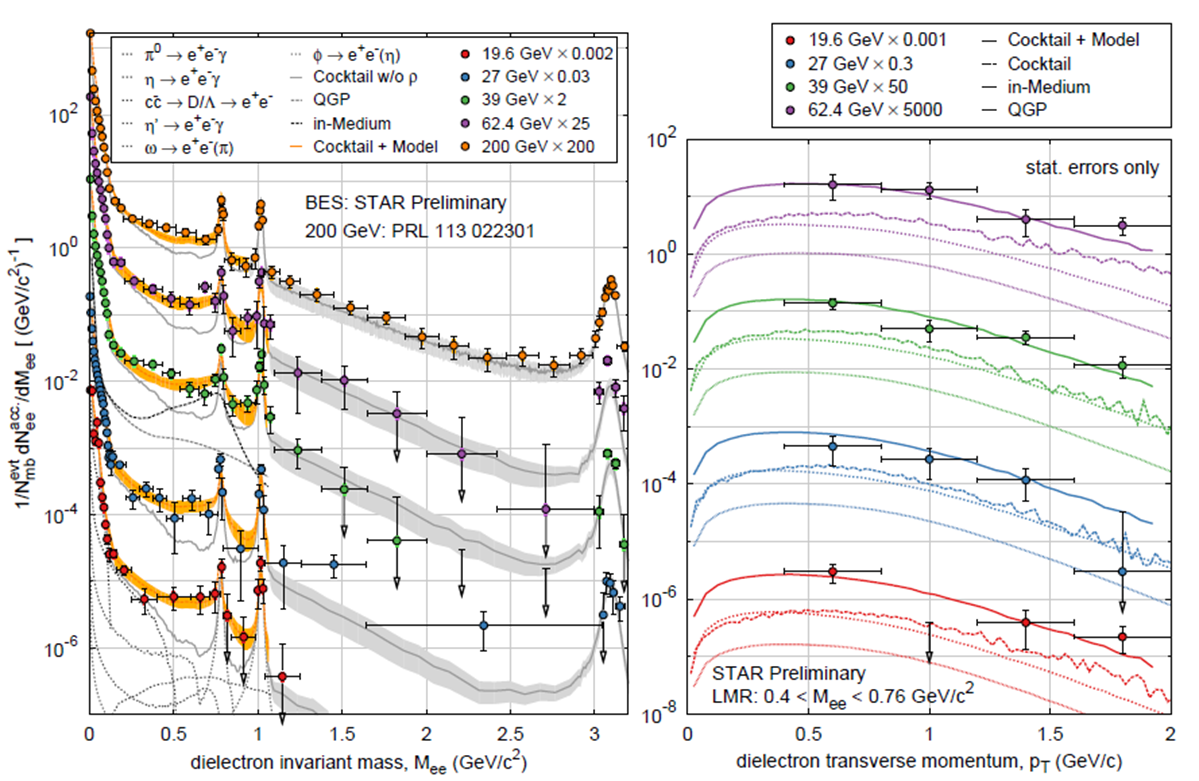 π⁰ → e⁺e⁻γ
η → e⁺e⁻γ
cc̄ → D/Λ → e⁺e⁻
η' → e⁺e⁻γ
ω → e⁺e⁻(π)
ϕ → e⁺e⁻(η)
Cocktail w/o ρ
QGP
in-Medium
Cocktail + Model
19.6 GeV × 0.002
27 GeV × 0.03
39 GeV × 2
62.4 GeV × 25
200 GeV × 200
BES: STAR Preliminary
200 GeV: PRL 113 022301
1/N^evt_mb dN^acc_ee/dM_ee [ (GeV/c²)⁻¹ ]
10²
10⁰
10⁻²
10⁻⁴
10⁻⁶
0 0.5 1 1.5 2 2.5 3
dielectron invariant mass, M_ee (GeV/c²)
19.6 GeV × 0.001
27 GeV × 0.3
39 GeV × 50
62.4 GeV × 5000
Cocktail + Model
Cocktail
in-Medium
QGP
stat. errors only
10²
10⁰
10⁻²
10⁻⁴
10⁻⁶
10⁻⁸
STAR Preliminary
LMR: 0.4 < M_ee < 0.76 GeV/c²
0 0.5 1 1.5 2
dielectron transverse momentum, p_T (GeV/c)